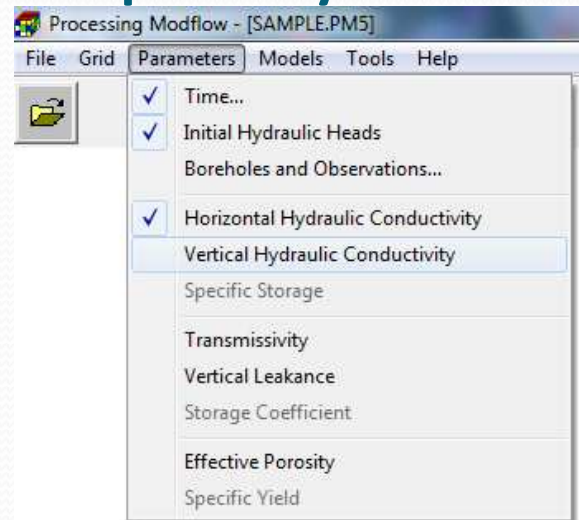 Processing Modflow - [SAMPLE.PM5]
File Grid Parameters Models Tools Help
Time...
Initial Hydraulic Heads
Boreholes and Observations...
Horizontal Hydraulic Conductivity
Vertical Hydraulic Conductivity
Specific Storage
Transmissivity
Vertical Leakance
Storage Coefficient
Effective Porosity
Specific Yield